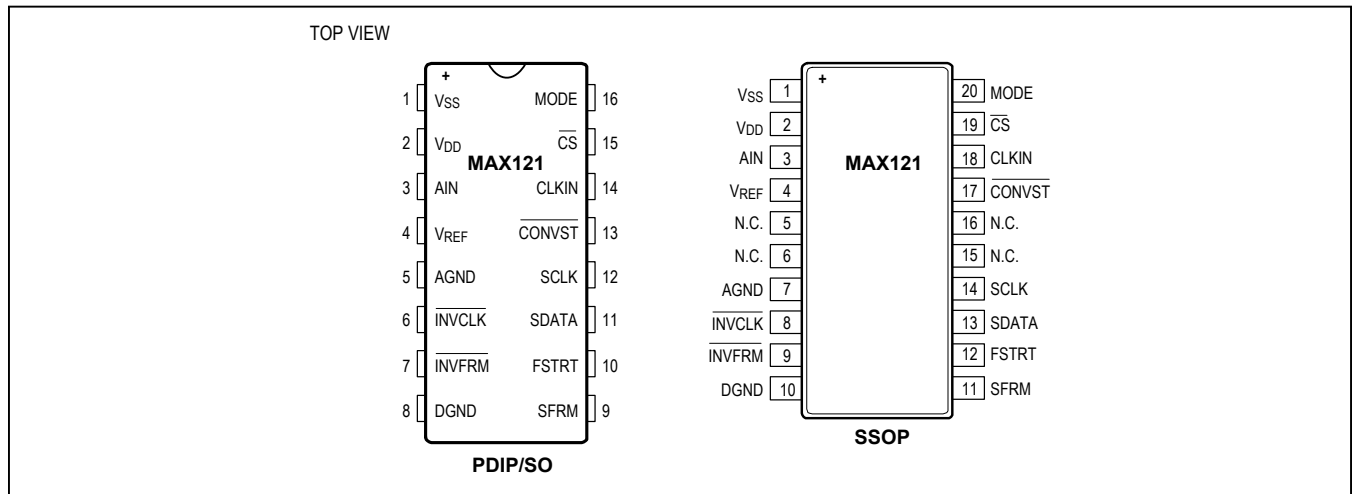 TOP VIEW
+
1 VSS MODE 16
2 VDD CS 15
MAX121
3 AIN CLKIN 14
4 VREF CONVST 13
5 AGND SCLK 12
6 INVCLK SDATA 11
7 INVFRM FSTRT 10
8 DGND SFRM 9
PDIP/SO
+
VSS 1 20 MODE
VDD 2 19 CS
AIN 3 MAX121 18 CLKIN
VREF 4 17 CONVST
N.C. 5 16 N.C.
N.C. 6 15 N.C.
AGND 7 14 SCLK
INVCLK 8 13 SDATA
INVFRM 9 12 FSTRT
DGND 10 11 SFRM
SSOP